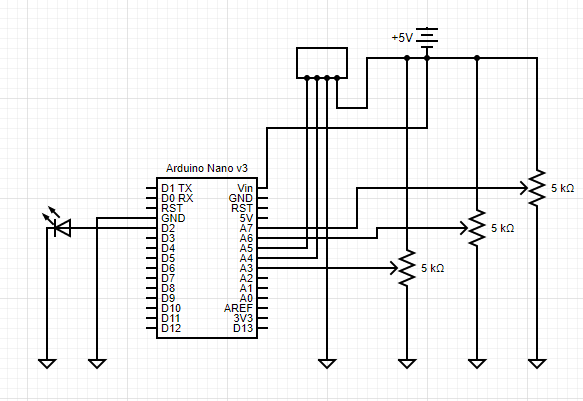 +5V
Arduino Nano v3
D1 TX Vin
D0 RX GND
RST RST
GND 5V
D2 A7
D3 A6
D4 A5
D5 A4
D6 A3
D7 A2
D8 A1
D9 A0
D10 AREF
D11 3V3
D12 D13
5 kΩ
5 kΩ
5 kΩ